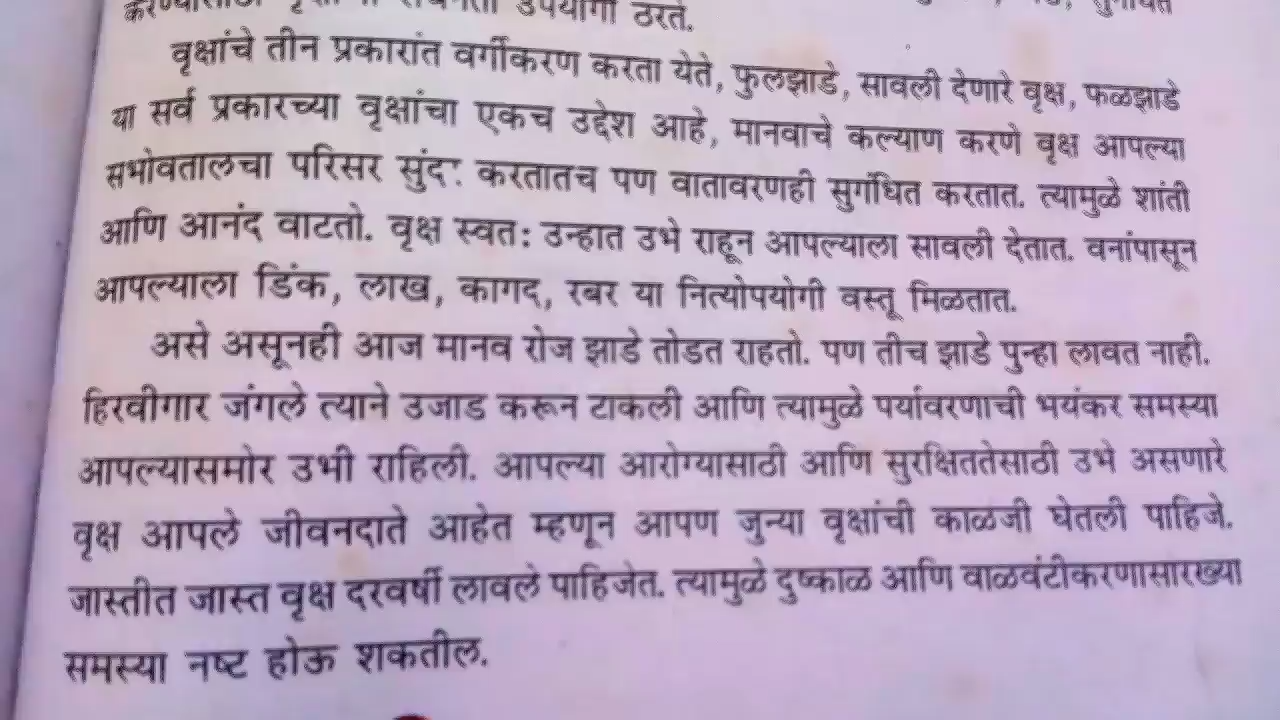 उपयोगी ठरते.
वृक्षांचे तीन प्रकारांत वर्गीकरण करता येते, फुलझाडे, सावली देणारे वृक्ष, फळझाडे
या सर्व प्रकारच्या वृक्षांचा एकच उद्देश आहे, मानवाचे कल्याण करणे वृक्ष आपल्या
सभोवतालचा परिसर करतातच पण वातावरणही सुगंधित करतात. त्यामुळे शांती
आणि आनंद वाटतो. वृक्ष स्वत: उन्हात उभे राहून आपल्याला सावली देतात. वनांपासून
आपल्याला डिंक, लाख, कागद, रबर या नित्योपयोगी वस्तू मिळतात.
असे असूनही आज मानव रोज झाडे तोडत राहतो. पण तीच झाडे पुन्हा लावत नाही.
हिरवीगार जंगले त्याने उजाड करून टाकली आणि त्यामुळे पर्यावरणाची भयंकर समस्या
आपल्यासमोर उभी राहिली. आपल्या आरोग्यासाठी आणि सुरक्षिततेसाठी उभे असणारे
वृक्ष आपले जीवनदाते आहेत म्हणून आपण जुन्या वृक्षांची काळजी घेतली पाहिजे.
जास्तीत जास्त वृक्ष दरवर्षी लावले पाहिजेत. त्यामुळे दुष्काळ आणि वाळवंटीकरणासारख्या
समस्या नष्ट होऊ शकतील.